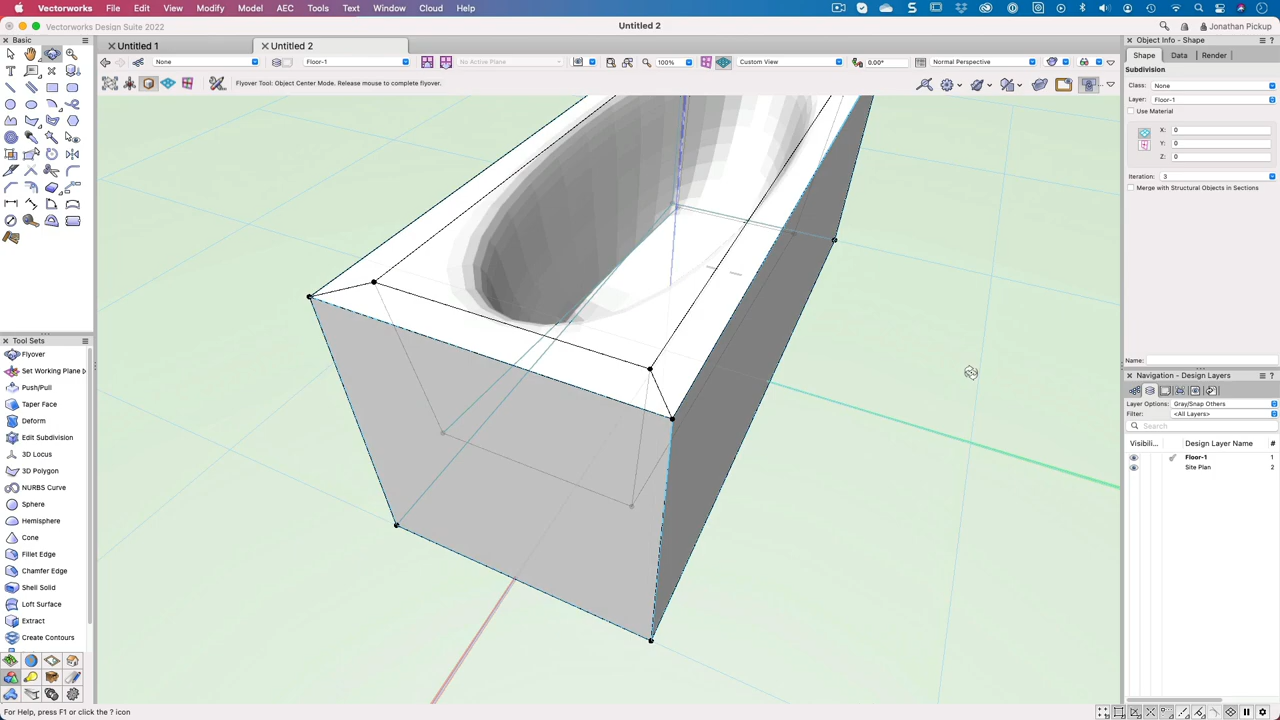 Vectorworks File Edit View Modify Model AEC Tools Text Window Cloud Help
Vectorworks Design Suite 2022
Untitled 2
Jonathan Pickup
Basic
Untitled 1
Untitled 2
Object Info - Shape
None
Floor-1
No Active Plane
100%
Custom View
0.00°
Normal Perspective
Shape Data Render
Subdivision
Flyover Tool: Object Center Mode. Release mouse to complete flyover.
Class: None
Layer: Floor-1
Use Material
X: 0
Y: 0
Z: 0
Iteration: 3
Merge with Structural Objects in Sections
Name:
Tool Sets
Flyover
Set Working Plane
Push/Pull
Taper Face
Deform
Edit Subdivision
3D Locus
3D Polygon
NURBS Curve
Sphere
Hemisphere
Cone
Fillet Edge
Chamfer Edge
Shell Solid
Loft Surface
Extract
Create Contours
Navigation - Design Layers
Layer Options: Gray/Snap Others
Filter: <All Layers>
Search
Visibili... Design Layer Name #
Floor-1 1
Site Plan 2
For Help, press F1 or click the ? icon